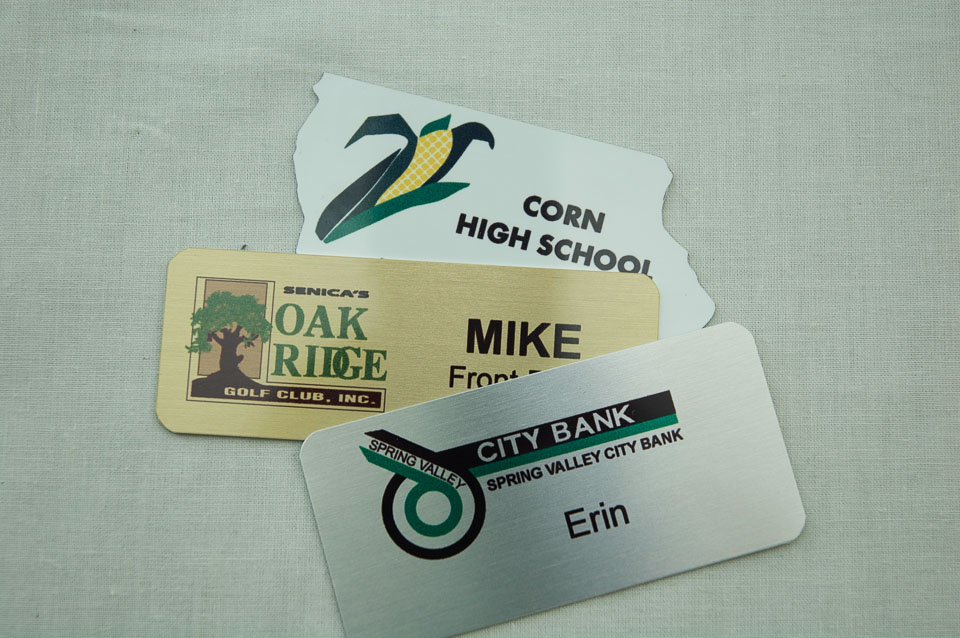 CORN
HIGH SCHOOL
SENICA'S
OAK
RIDGE
GOLF CLUB, INC.
MIKE
Front
CITY BANK
SPRING VALLEY
SPRING VALLEY CITY BANK
Erin